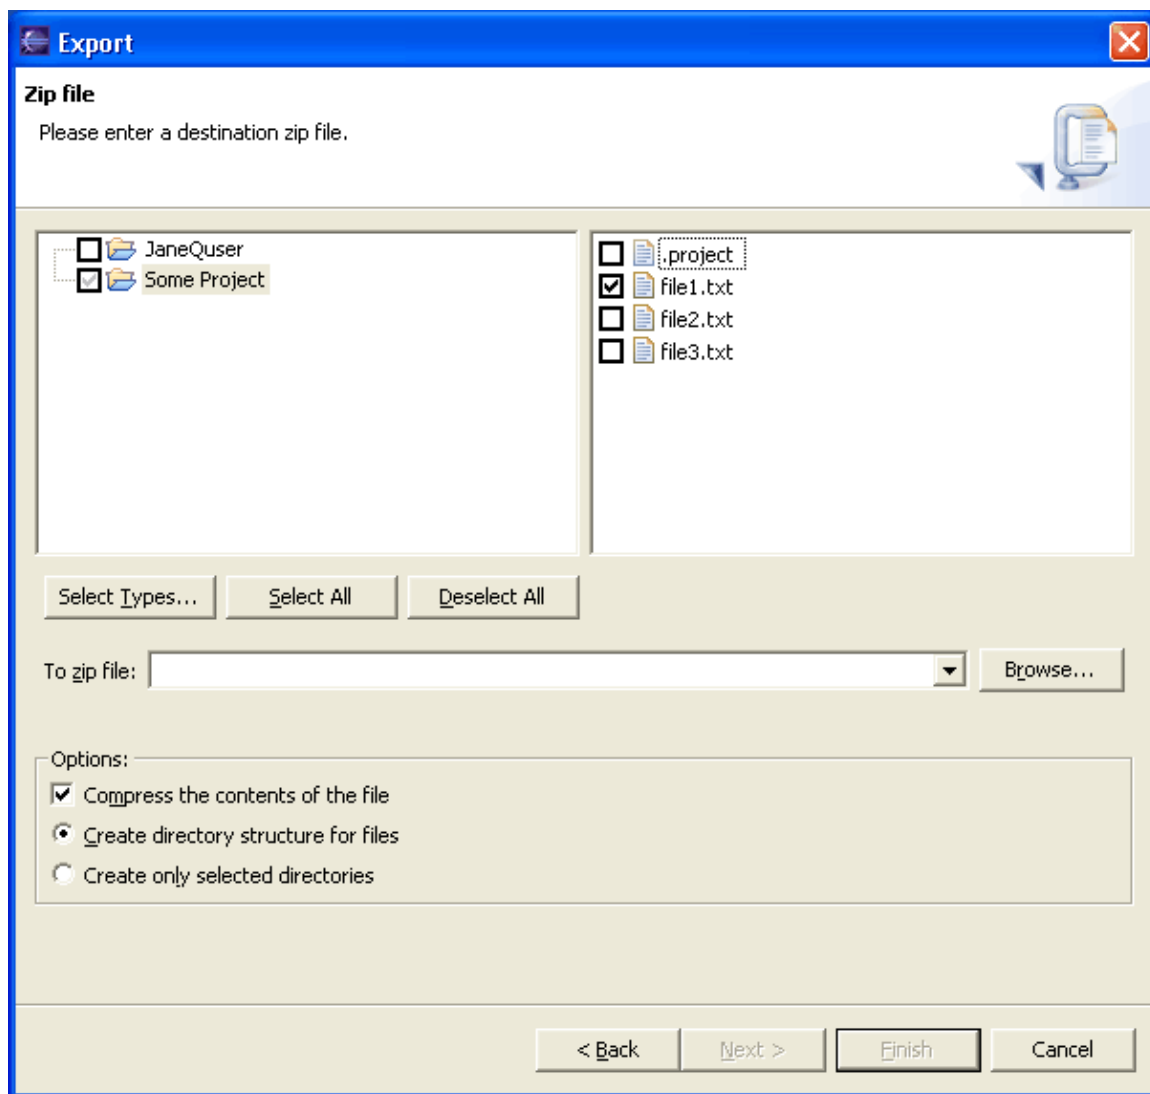 Export
Zip file
Please enter a destination zip file.
JaneQuser
Some Project
.project
file1.txt
file2.txt
file3.txt
Select Types... Select All Deselect All
To zip file: Browse...
Options:
Compress the contents of the file
Create directory structure for files
Create only selected directories
< Back Next > Finish Cancel